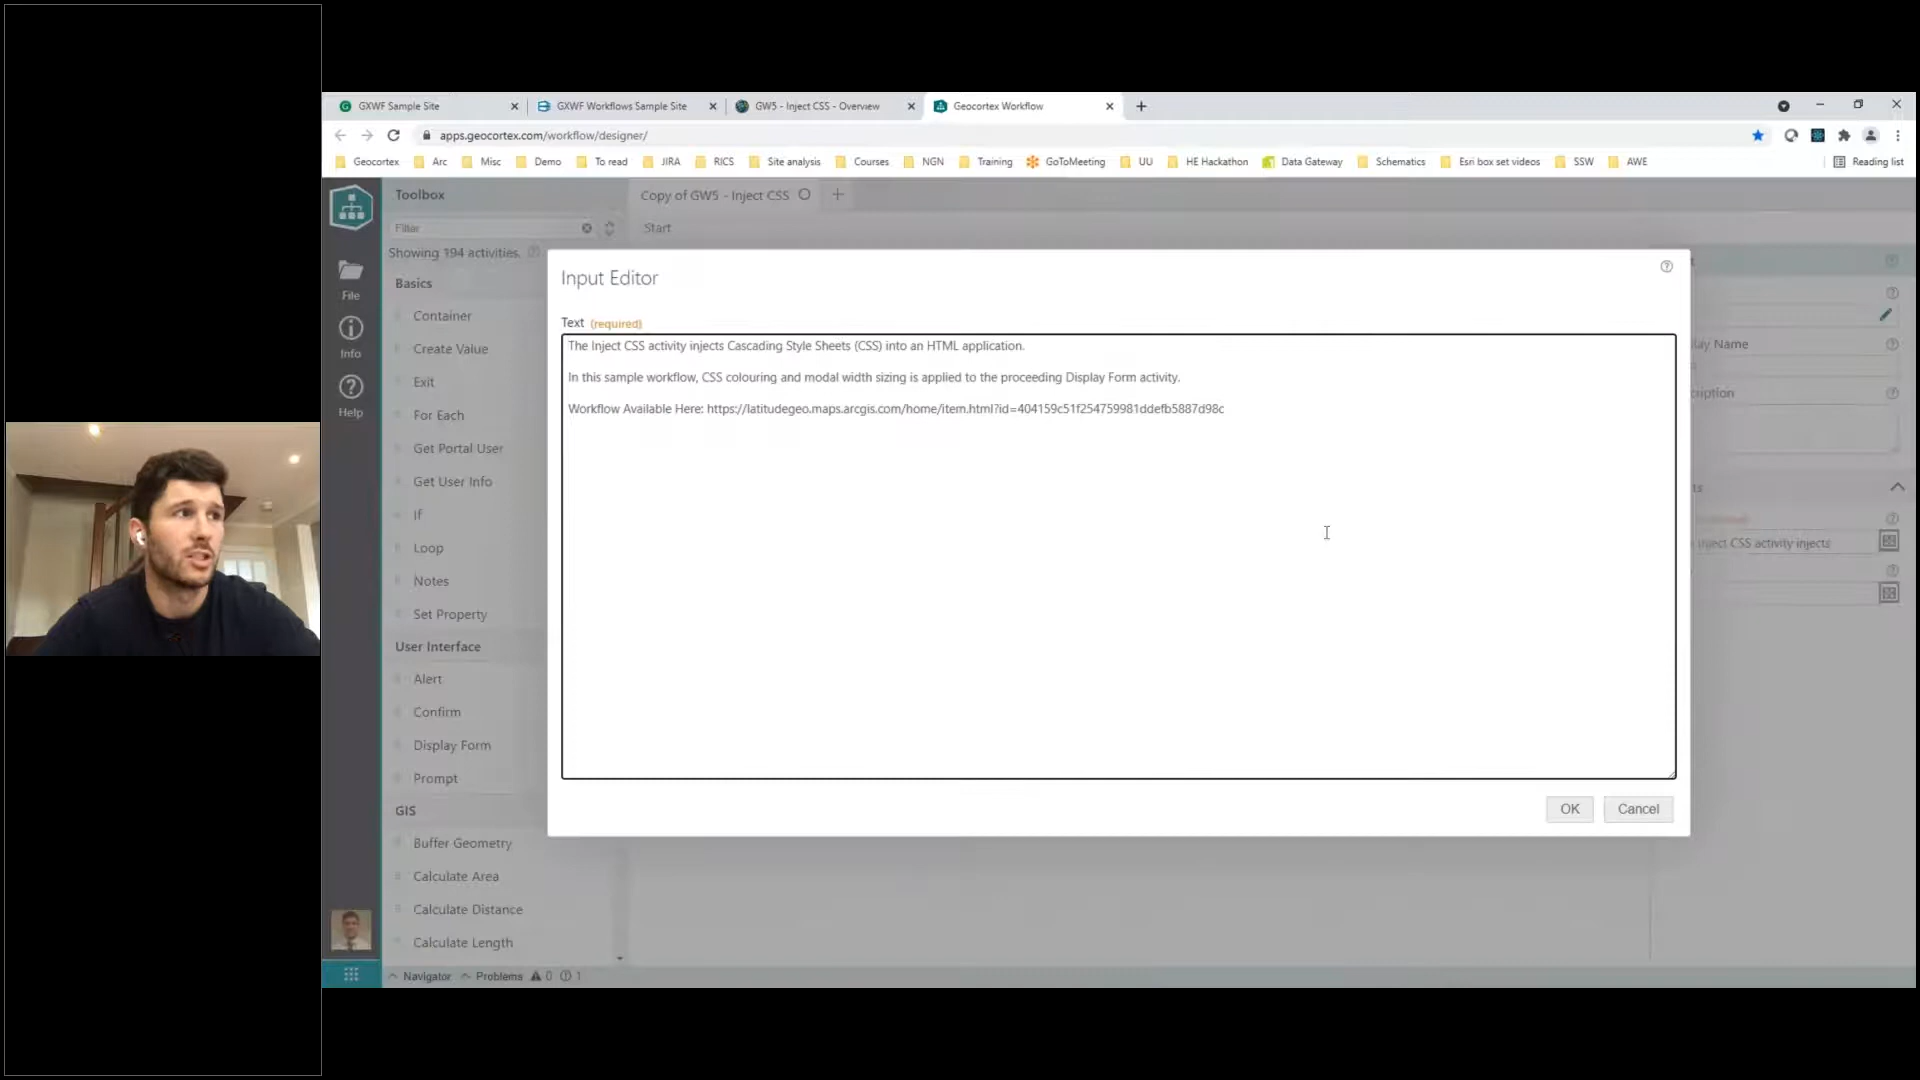 GXWF Sample Site
GXWF Workflows Sample Site
GW5 - Inject CSS - Overview
Geocortex Workflow
apps.geocortex.com/workflow/designer/
Geocortex
Arc
Misc
Demo
To read
JIRA
RICS
Site analysis
Courses
NGN
Training
GoToMeeting
UU
HE Hackathon
Data Gateway
Schematics
Esri box set videos
SSW
AWE
Reading list
File
Info
Help
Toolbox
Filter
Showing 194 activities.
Basics
Container
Create Value
Exit
For Each
Get Portal User
Get User Info
If
Loop
Notes
Set Property
User Interface
Alert
Confirm
Display Form
Prompt
GIS
Buffer Geometry
Calculate Area
Calculate Distance
Calculate Length
Navigator
Problems
0
1
Copy of GW5 - Inject CSS
Start
Input Editor
Text (required)
The Inject CSS activity injects Cascading Style Sheets (CSS) into an HTML application.
In this sample workflow, CSS colouring and modal width sizing is applied to the proceeding Display Form activity.
Workflow Available Here: https://latitudegeo.maps.arcgis.com/home/item.html?id=404159c51f254759981ddefb5887d98c
OK
Cancel
Name
Inject CSS activity injects